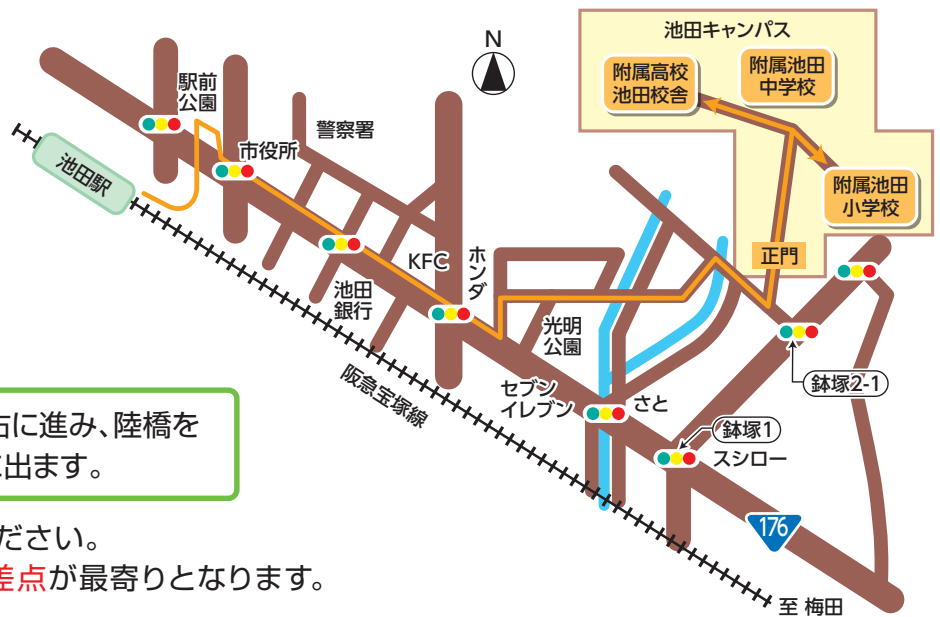 池田キャンパス
N
附属高校
池田校舎
附属池田
中学校
駅前
公園
警察署
市役所
池田駅
附属池田
小学校
正門
KFC
ホンダ
池田
銀行
光明
公園
阪急宝塚線
セブン
イレブン
さと
鉢塚2-1
鉢塚1
スシロー
右に進み、陸橋を
に出ます。
176
ださい。
差点が最寄りとなります。
至 梅田